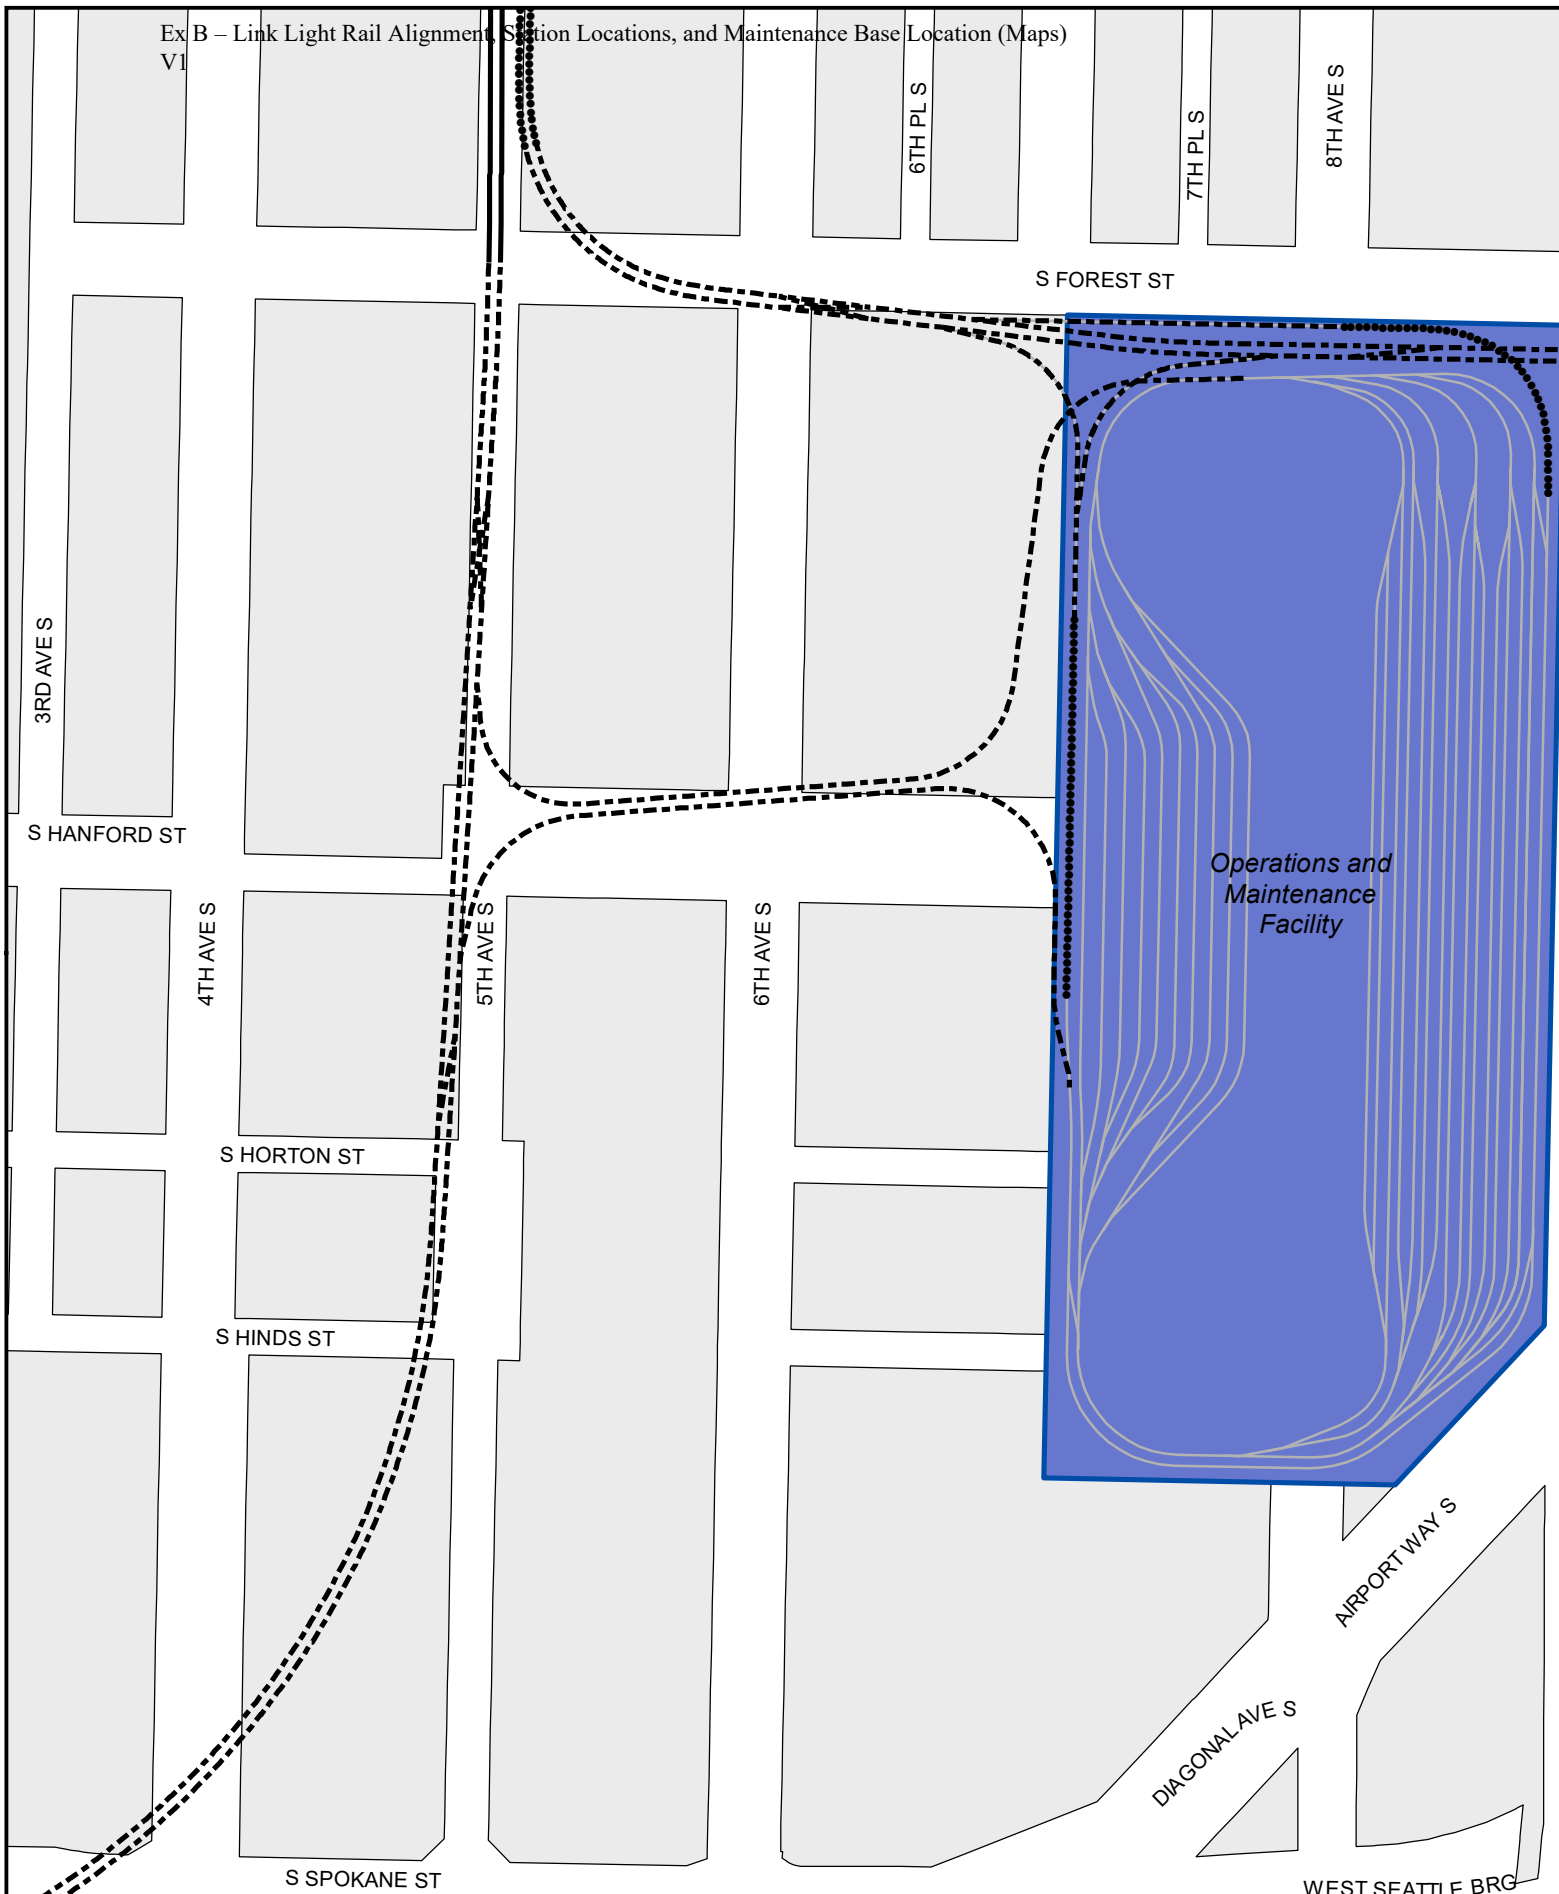 Ex B – Link Light Rail Alignment, Station Locations, and Maintenance Base Location (Maps)
V1
6TH PL S
7TH PL S
8TH AVE S
S FOREST ST
3RD AVE S
S HANFORD ST
4TH AVE S
5TH AVE S
6TH AVE S
Operations and
Maintenance
Facility
S HORTON ST
S HINDS ST
AIRPORT WAY S
DIAGONAL AVE S
S SPOKANE ST
WEST SEATTLE BRG